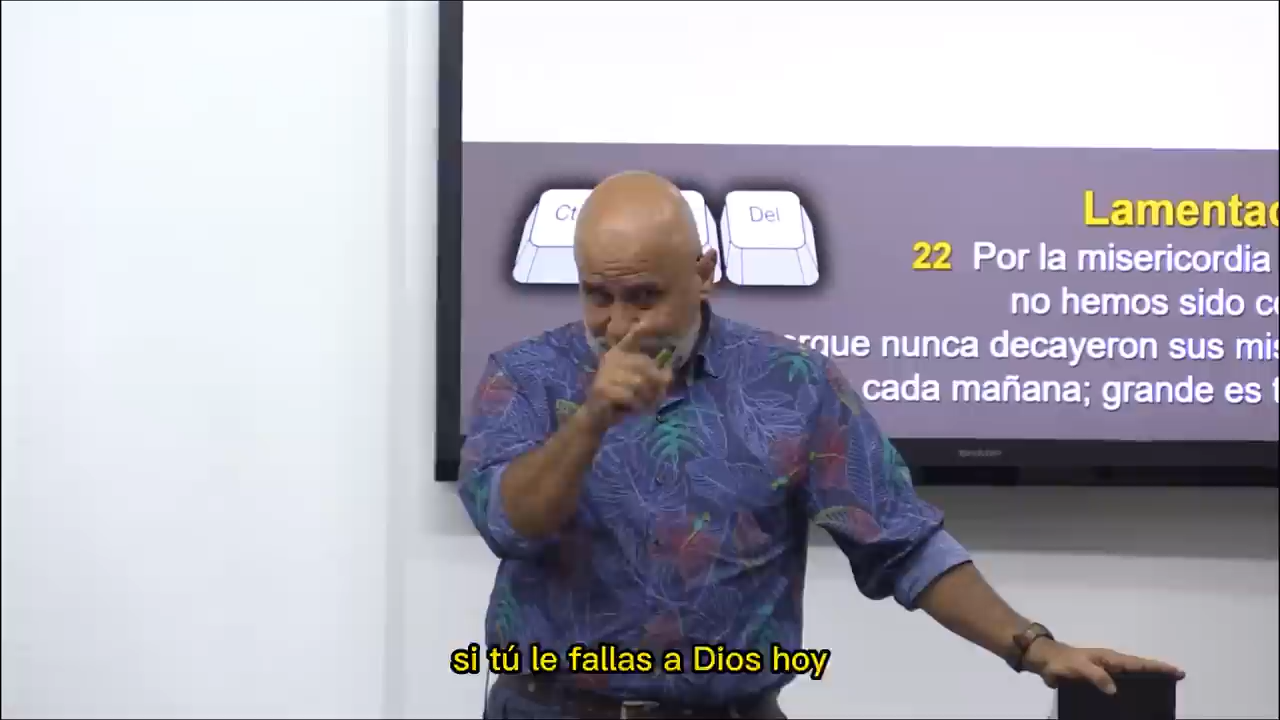 Del
Lamentac
22 Por la misericordia
no hemos sido c
rque nunca decayeron sus mis
cada mañana; grande es
SHARP
si tú le fallas a Dios hoy